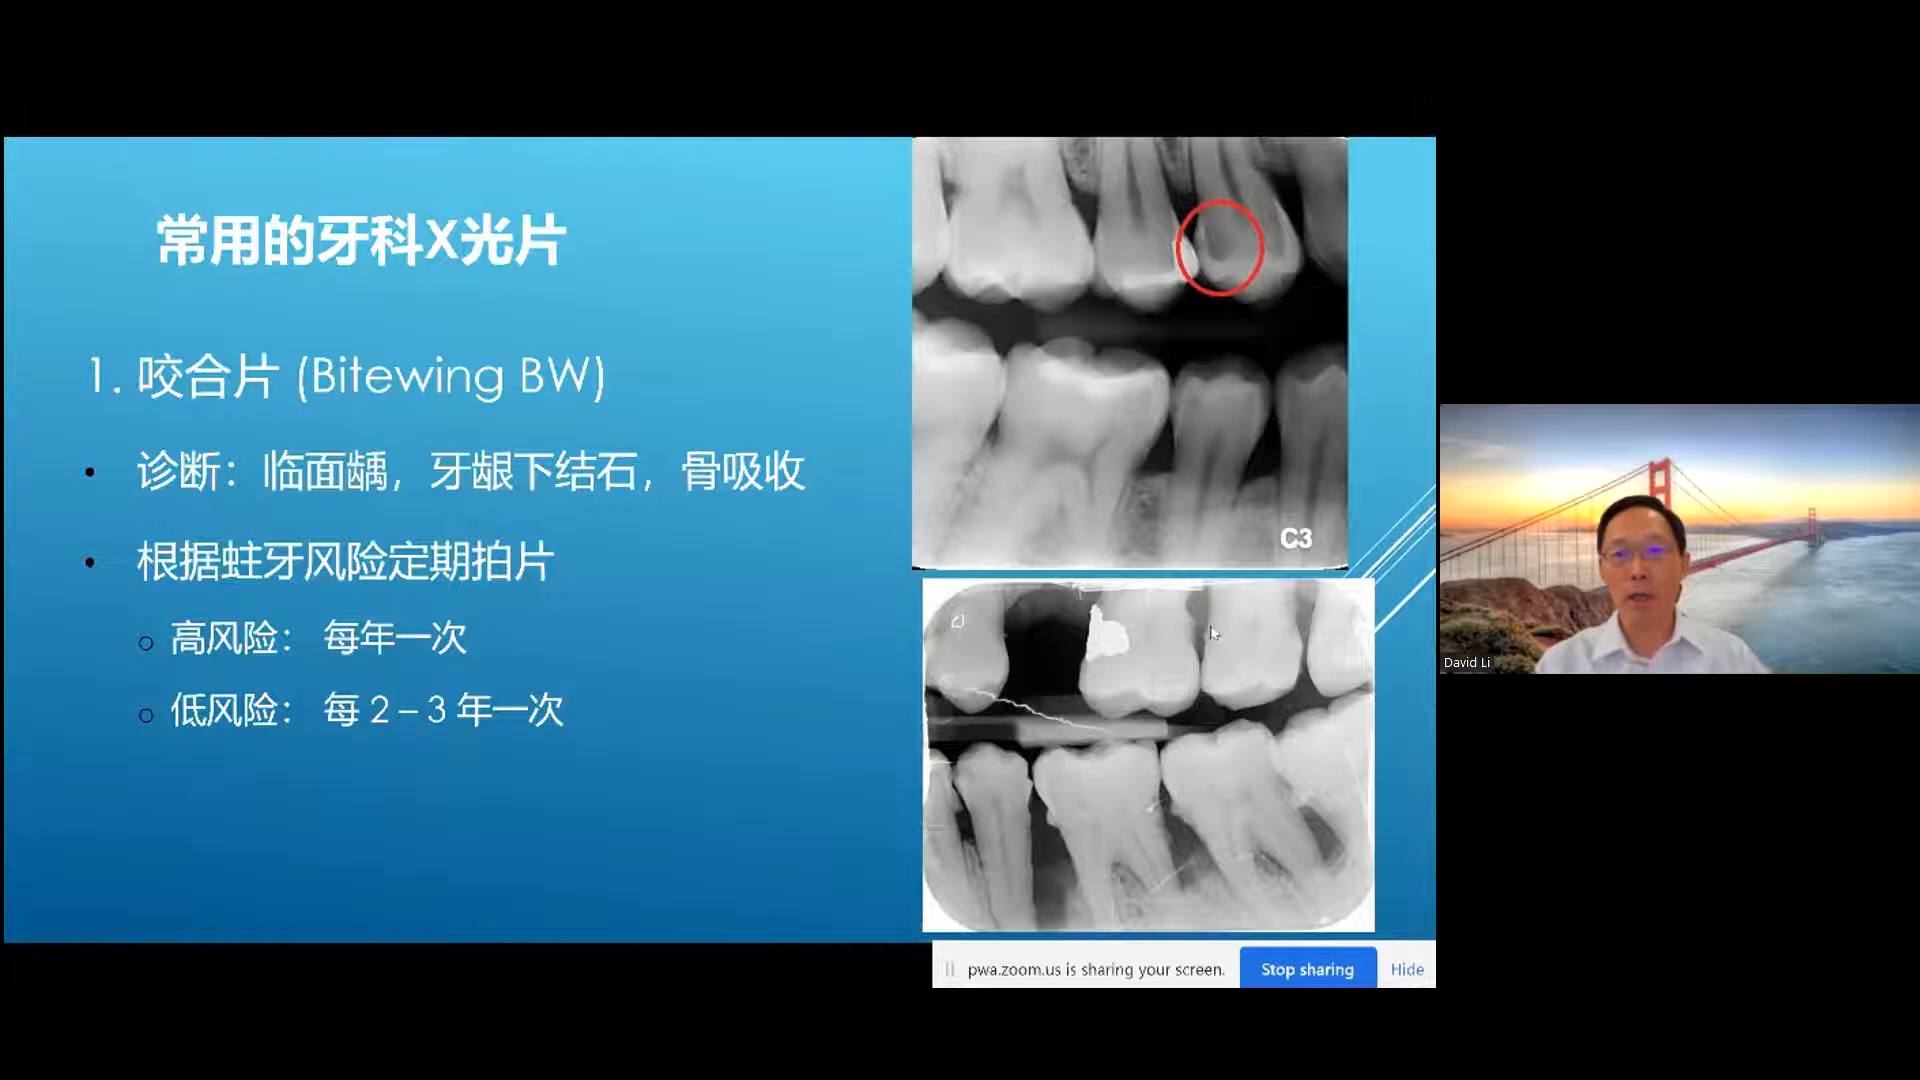 常用的牙科X光片
1. 咬合片 (Bitewing BW)
• 诊断：临面龋，牙龈下结石，骨吸收
• 根据蛀牙风险定期拍片
○ 高风险： 每年一次
○ 低风险： 每 2 – 3 年一次
C3
pwa.zoom.us is sharing your screen.
Stop sharing
Hide
David Li